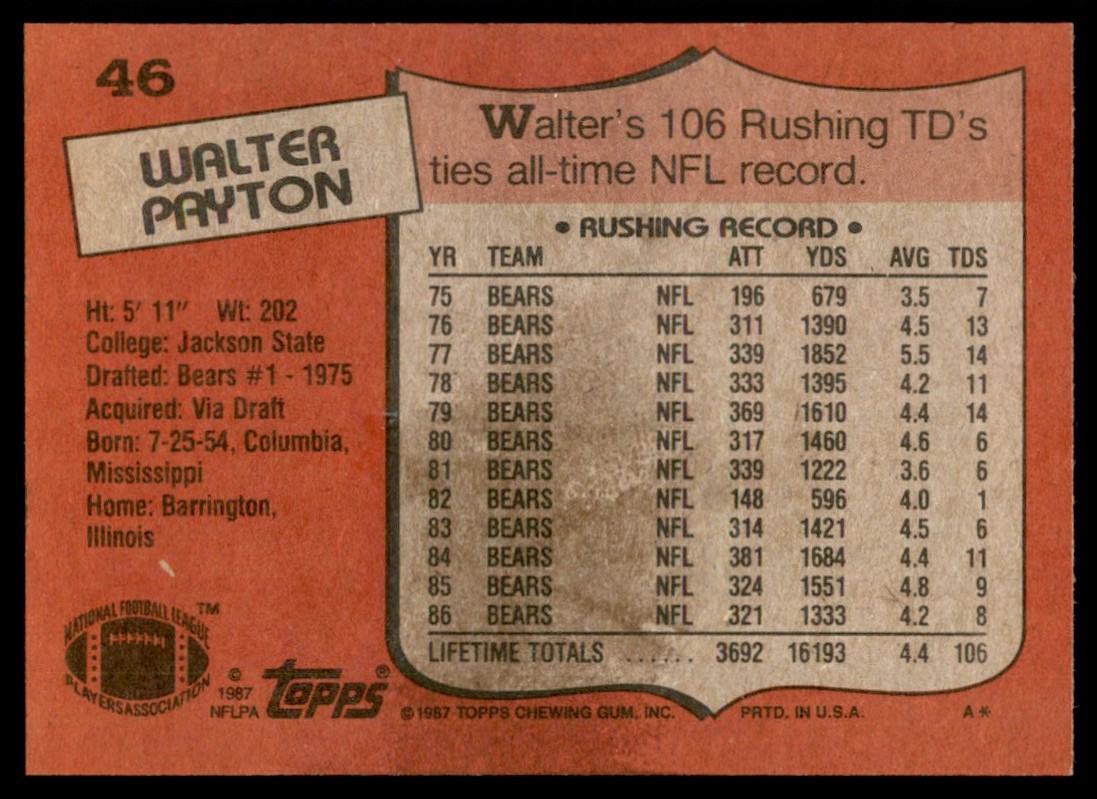 46
WALTER
PAYTON
Walter's 106 Rushing TD's
ties all-time NFL record.
• RUSHING RECORD •
YR TEAM ATT YDS AVG TDS
75 BEARS NFL 196 679 3.5 7
76 BEARS NFL 311 1390 4.5 13
77 BEARS NFL 339 1852 5.5 14
78 BEARS NFL 333 1395 4.2 11
79 BEARS NFL 369 1610 4.4 14
80 BEARS NFL 317 1460 4.6 6
81 BEARS NFL 339 1222 3.6 6
82 BEARS NFL 148 596 4.0 1
83 BEARS NFL 314 1421 4.5 6
84 BEARS NFL 381 1684 4.4 11
85 BEARS NFL 324 1551 4.8 9
86 BEARS NFL 321 1333 4.2 8
LIFETIME TOTALS ...... 3692 16193 4.4 106
Ht: 5' 11" Wt: 202
College: Jackson State
Drafted: Bears #1 - 1975
Acquired: Via Draft
Born: 7-25-54, Columbia,
Mississippi
Home: Barrington,
Illinois
NATIONAL FOOTBALL LEAGUE ™
PLAYERS ASSOCIATION
© 1987
NFLPA
Topps®
©1987 TOPPS CHEWING GUM, INC. PRTD. IN U.S.A. A*